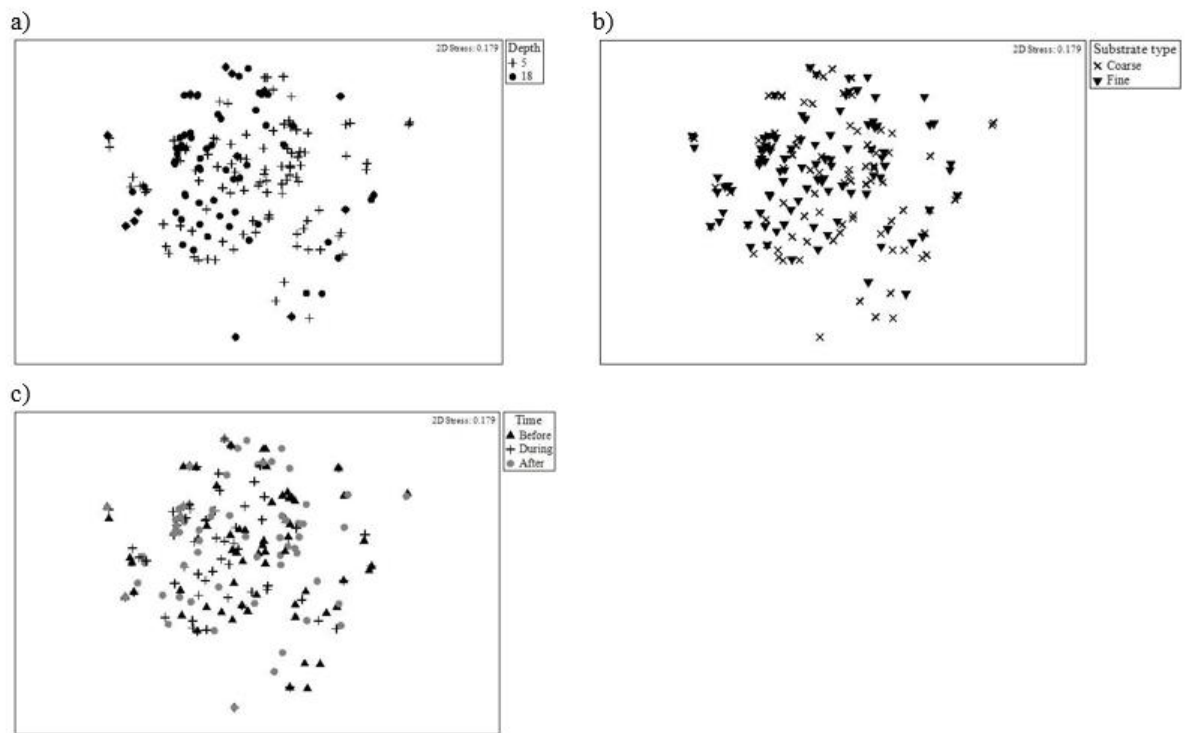 a)
2D Stress: 0.179
Depth
5
18
b)
2D Stress: 0.179
Substrate type
Coarse
Fine
c)
2D Stress: 0.179
Time
Before
During
After